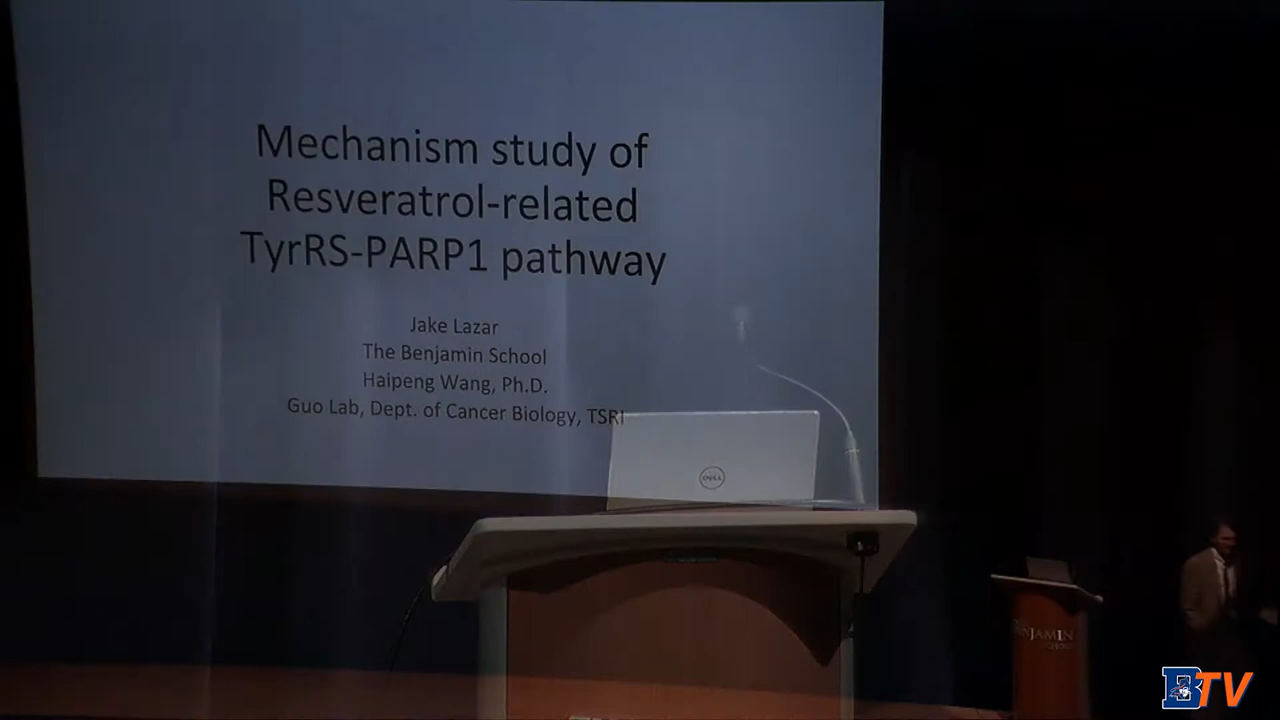 Mechanism study of
Resveratrol-related
TyrRS-PARP1 pathway
Jake Lazar
The Benjamin School
Haipeng Wang, Ph.D.
Guo Lab, Dept. of Cancer Biology, TSRI
DELL
BENJAMIN
BTV